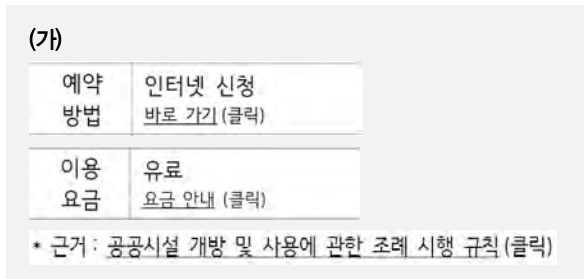 (가)
예약 방법 인터넷 신청
바로 가기 (클릭)
이용 요금 유료
요금 안내 (클릭)
* 근거 : 공공시설 개방 및 사용에 관한 조례 시행 규칙 (클릭)